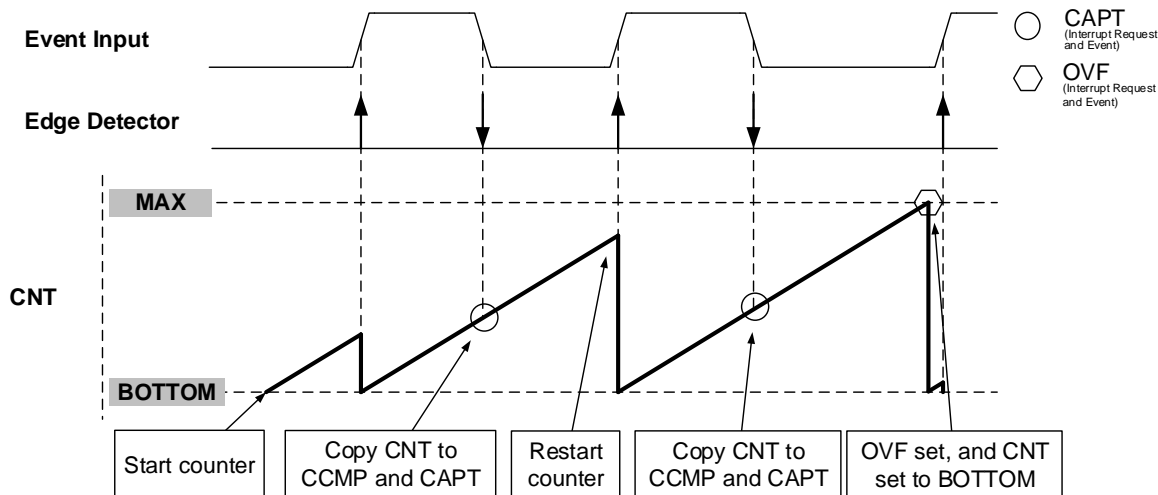 Event Input
CAPT
(Interrupt Request
and Event)
OVF
(Interrupt Request
and Event)
Edge Detector
MAX
CNT
BOTTOM
Start counter
Copy CNT to
CCMP and CAPT
Restart
counter
Copy CNT to
CCMP and CAPT
OVF set, and CNT
set to BOTTOM